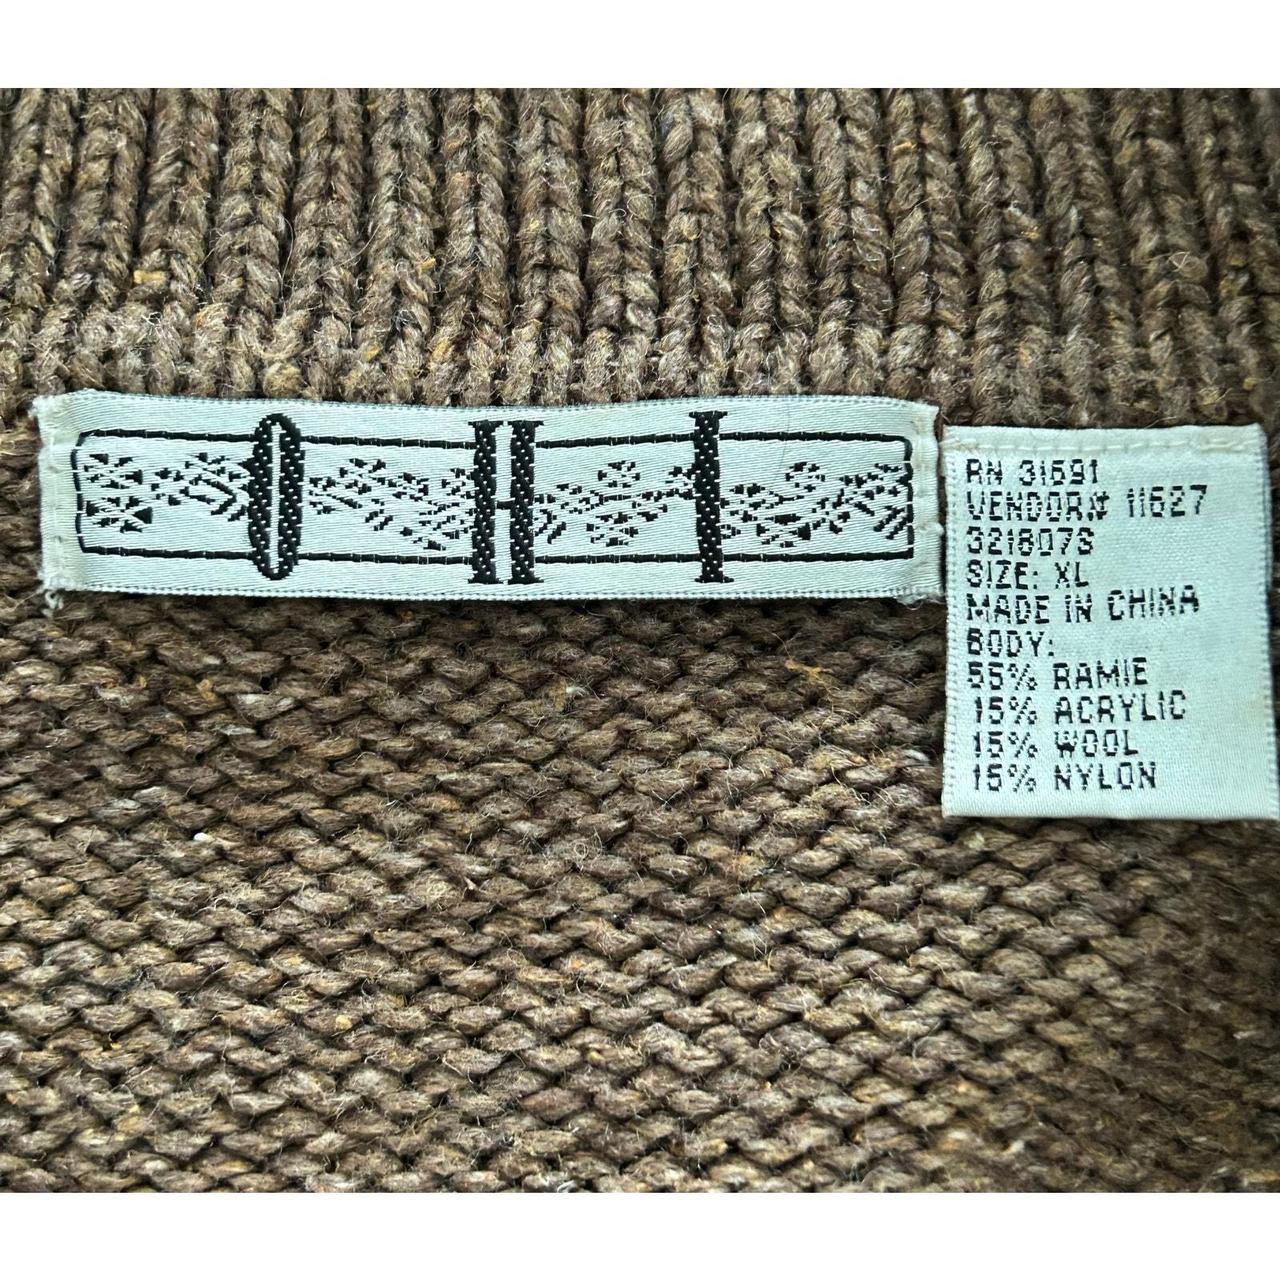 OHI
RN 31691
VENDOR# 11627
321807S
SIZE: XL
MADE IN CHINA
BODY:
55% RAMIE
15% ACRYLIC
15% WOOL
15% NYLON